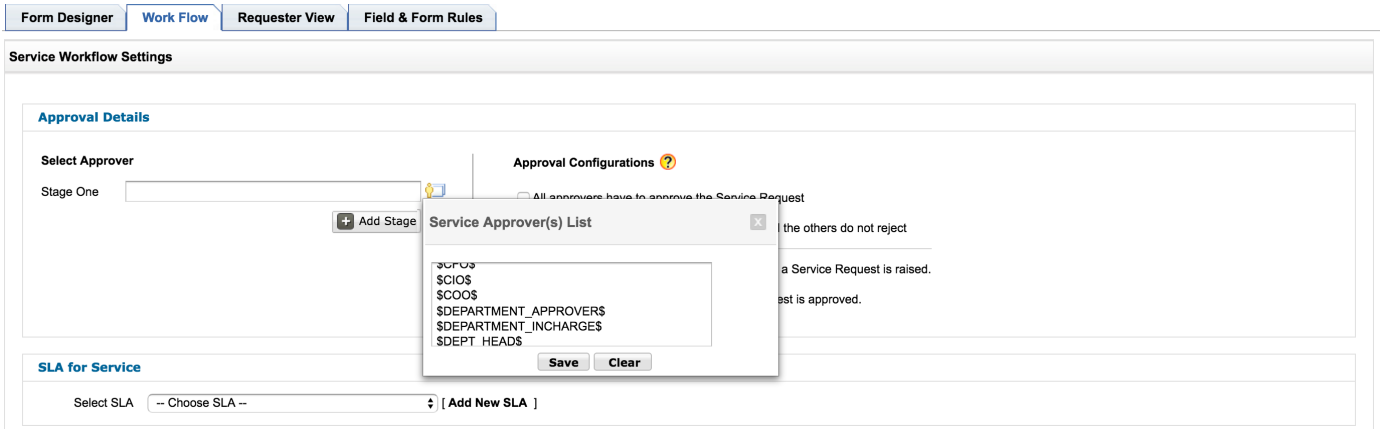 Form Designer
Work Flow
Requester View
Field & Form Rules
Service Workflow Settings
Approval Details
Select Approver
Stage One
Add Stage
Approval Configurations ?
All approvers have to approve the Service Request
the others do not reject
a Service Request is raised.
est is approved.
Service Approver(s) List
X
$CFO$
$CIO$
$COO$
$DEPARTMENT_APPROVER$
$DEPARTMENT_INCHARGE$
$DEPT_HEAD$
Save
Clear
SLA for Service
Select SLA
-- Choose SLA --
[ Add New SLA ]